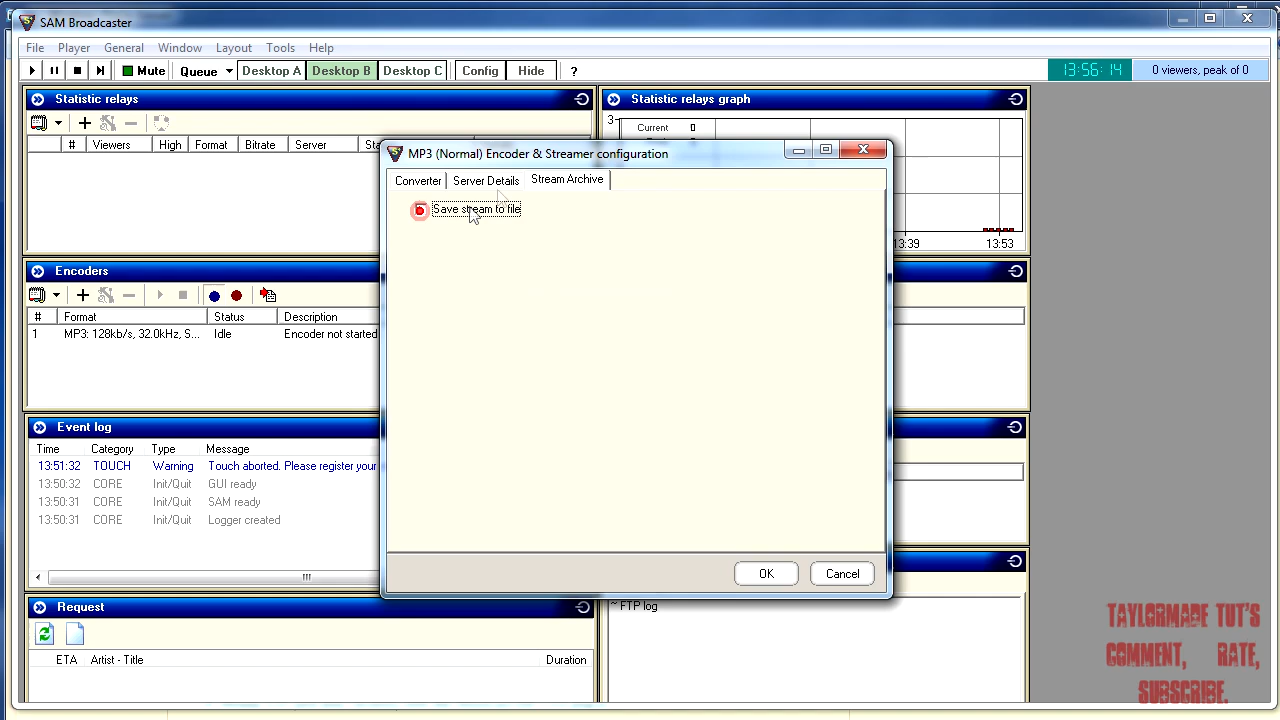 SAM Broadcaster
File Player General Window Layout Tools Help
Mute Queue Desktop A Desktop B Desktop C Config Hide ? 13:56:14 0 viewers, peak of 0
Statistic relays
# Viewers High Format Bitrate Server
Statistic relays graph
3
Current 0
13:39 13:53
MP3 (Normal) Encoder & Streamer configuration
Converter Server Details Stream Archive
Save stream to file
OK Cancel
Encoders
# Format Status Description
1 MP3: 128kb/s, 32.0kHz, S... Idle Encoder not started
Event log
Time Category Type Message
13:51:32 TOUCH Warning Touch aborted. Please register your
13:50:32 CORE Init/Quit GUI ready
13:50:31 CORE Init/Quit SAM ready
13:50:31 CORE Init/Quit Logger created
Request
ETA Artist - Title Duration
~ FTP log
TAYLORMADE TUT'S
COMMENT, RATE,
SUBSCRIBE.